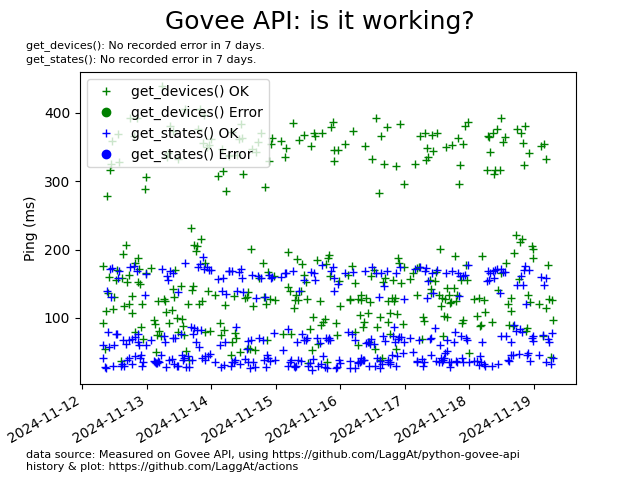 Govee API: is it working?
get_devices(): No recorded error in 7 days.
get_states(): No recorded error in 7 days.
get_devices() OK
get_devices() Error
get_states() OK
get_states() Error
Ping (ms)
400
300
200
100
2024-11-12
2024-11-13
2024-11-14
2024-11-15
2024-11-16
2024-11-17
2024-11-18
2024-11-19
data source: Measured on Govee API, using https://github.com/LaggAt/python-govee-api
history & plot: https://github.com/LaggAt/actions